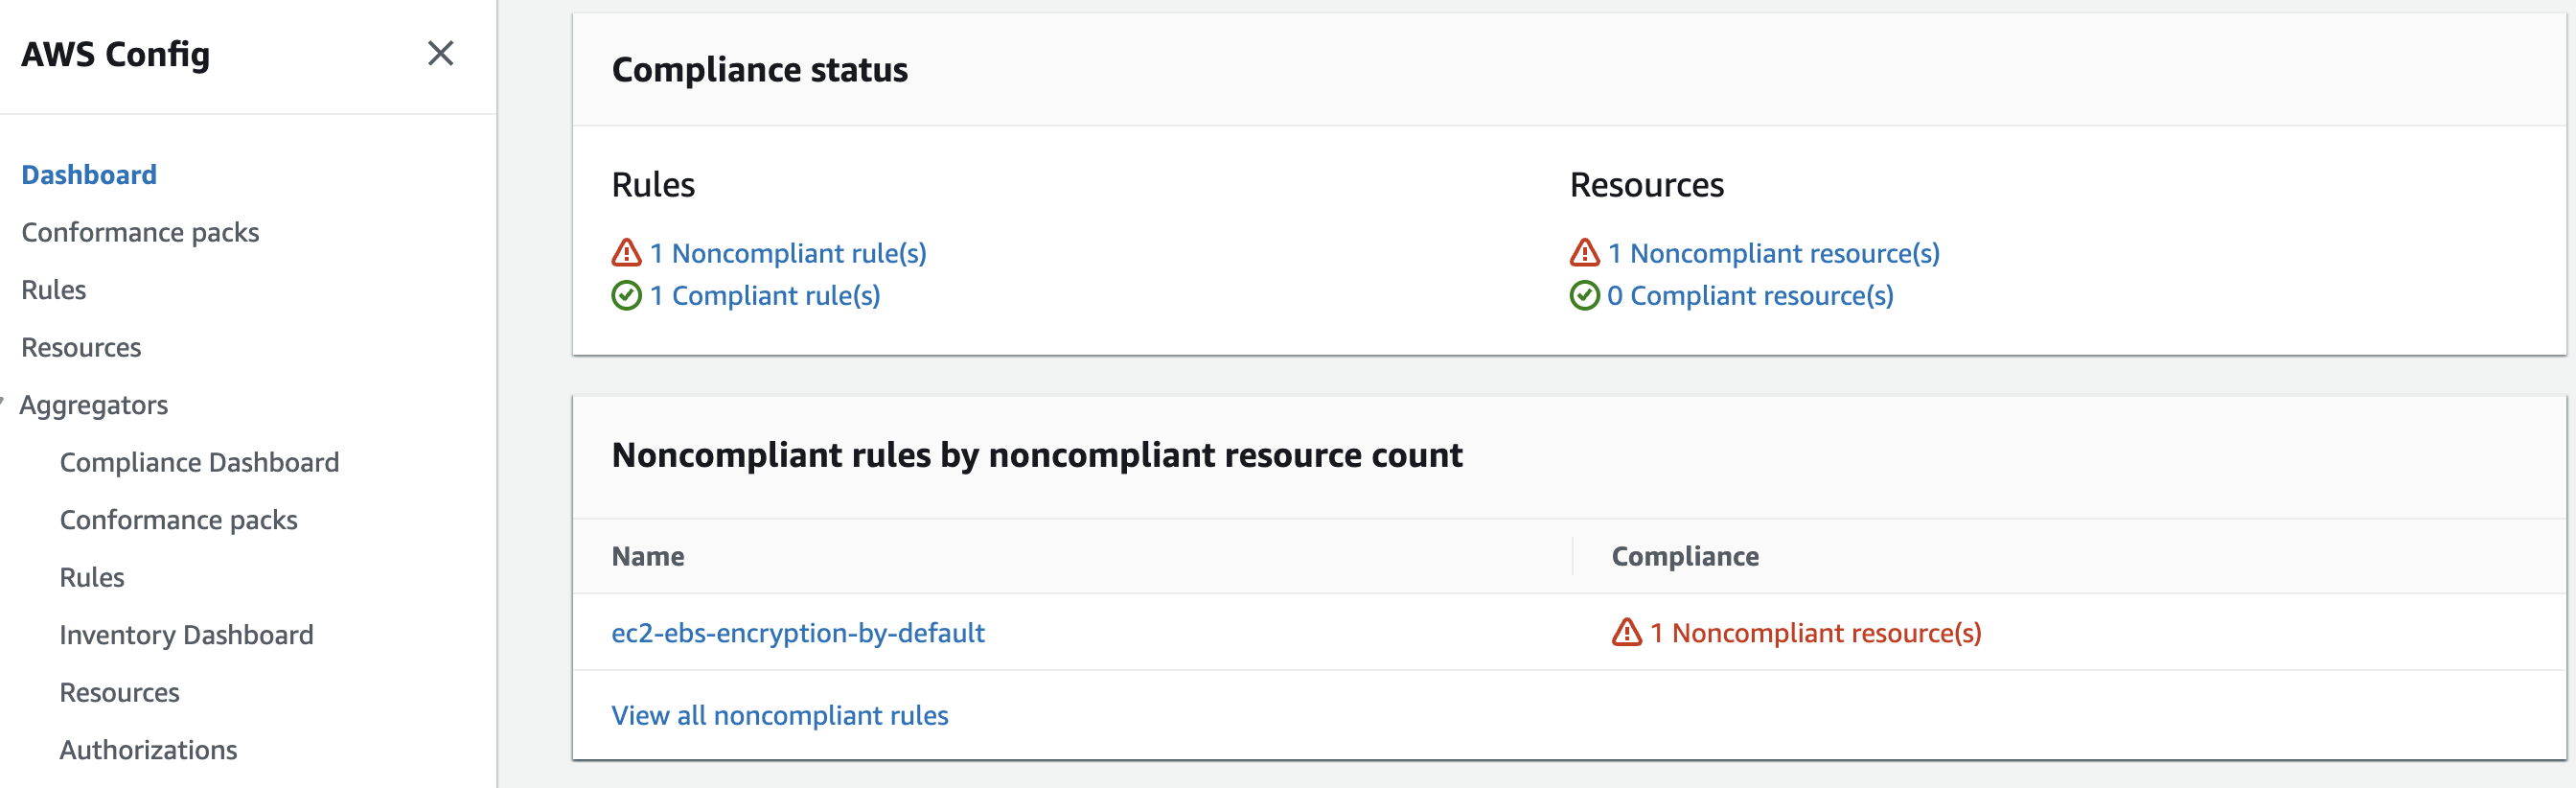 AWS Config
Dashboard
Conformance packs
Rules
Resources
Aggregators
Compliance Dashboard
Conformance packs
Rules
Inventory Dashboard
Resources
Authorizations
Compliance status
Rules
1 Noncompliant rule(s)
1 Compliant rule(s)
Resources
1 Noncompliant resource(s)
0 Compliant resource(s)
Noncompliant rules by noncompliant resource count
Name Compliance
ec2-ebs-encryption-by-default 1 Noncompliant resource(s)
View all noncompliant rules